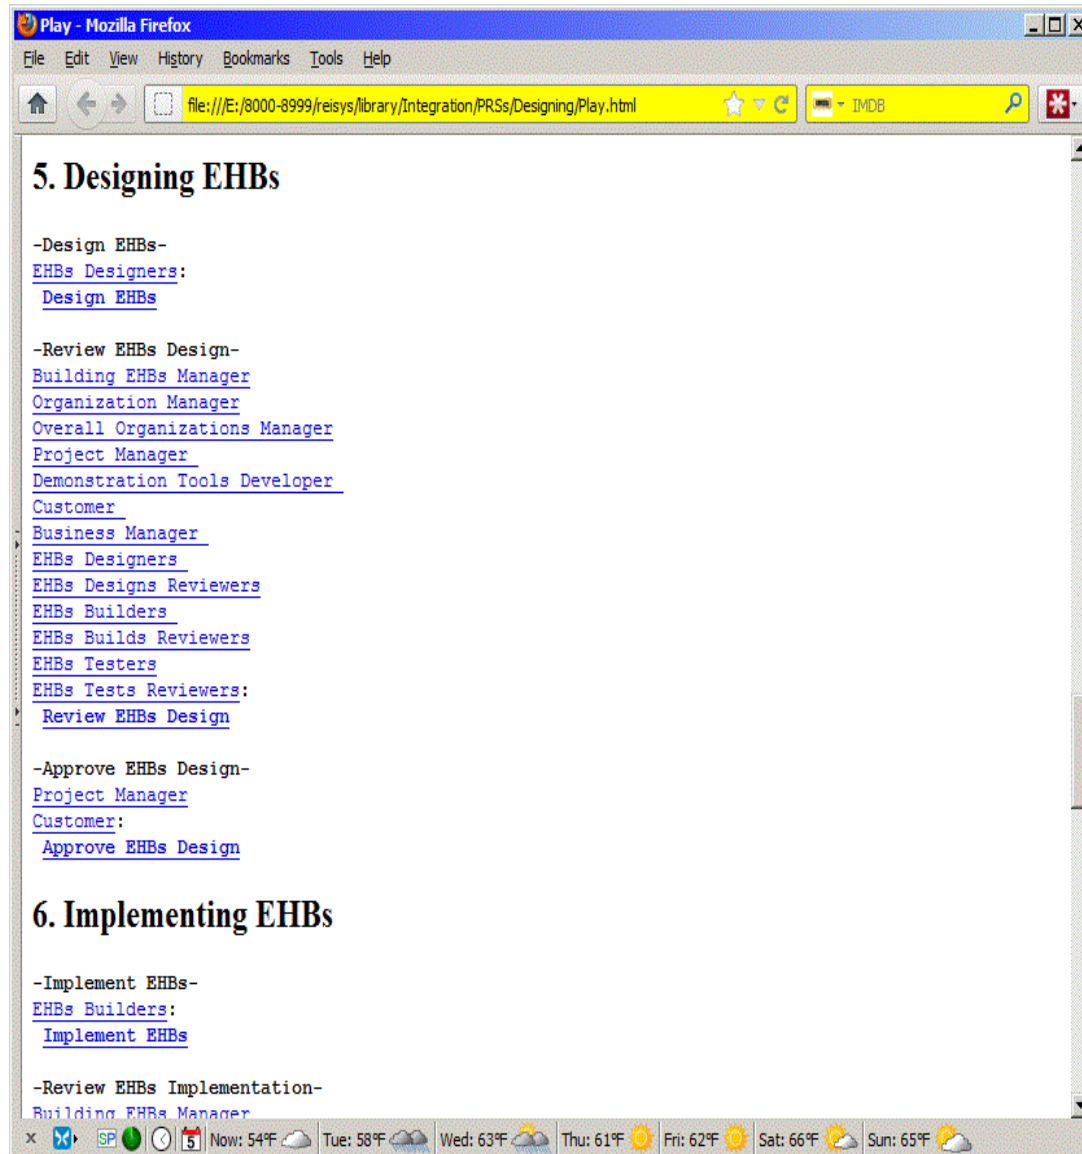 Play - Mozilla Firefox
File Edit View History Bookmarks Tools Help
file:///E:/8000-8999/reisys/library/Integration/PRSs/Designing/Play.html IMDB
5. Designing EHBs
-Design EHBs-
EHBs Designers:
Design EHBs
-Review EHBs Design-
Building EHBs Manager
Organization Manager
Overall Organizations Manager
Project Manager
Demonstration Tools Developer
Customer
Business Manager
EHBs Designers
EHBs Designs Reviewers
EHBs Builders
EHBs Builds Reviewers
EHBs Testers
EHBs Tests Reviewers:
Review EHBs Design
-Approve EHBs Design-
Project Manager
Customer:
Approve EHBs Design
6. Implementing EHBs
-Implement EHBs-
EHBs Builders:
Implement EHBs
-Review EHBs Implementation-
Building EHBs Manager
SP 5 Now: 54°F Tue: 58°F Wed: 63°F Thu: 61°F Fri: 62°F Sat: 66°F Sun: 65°F